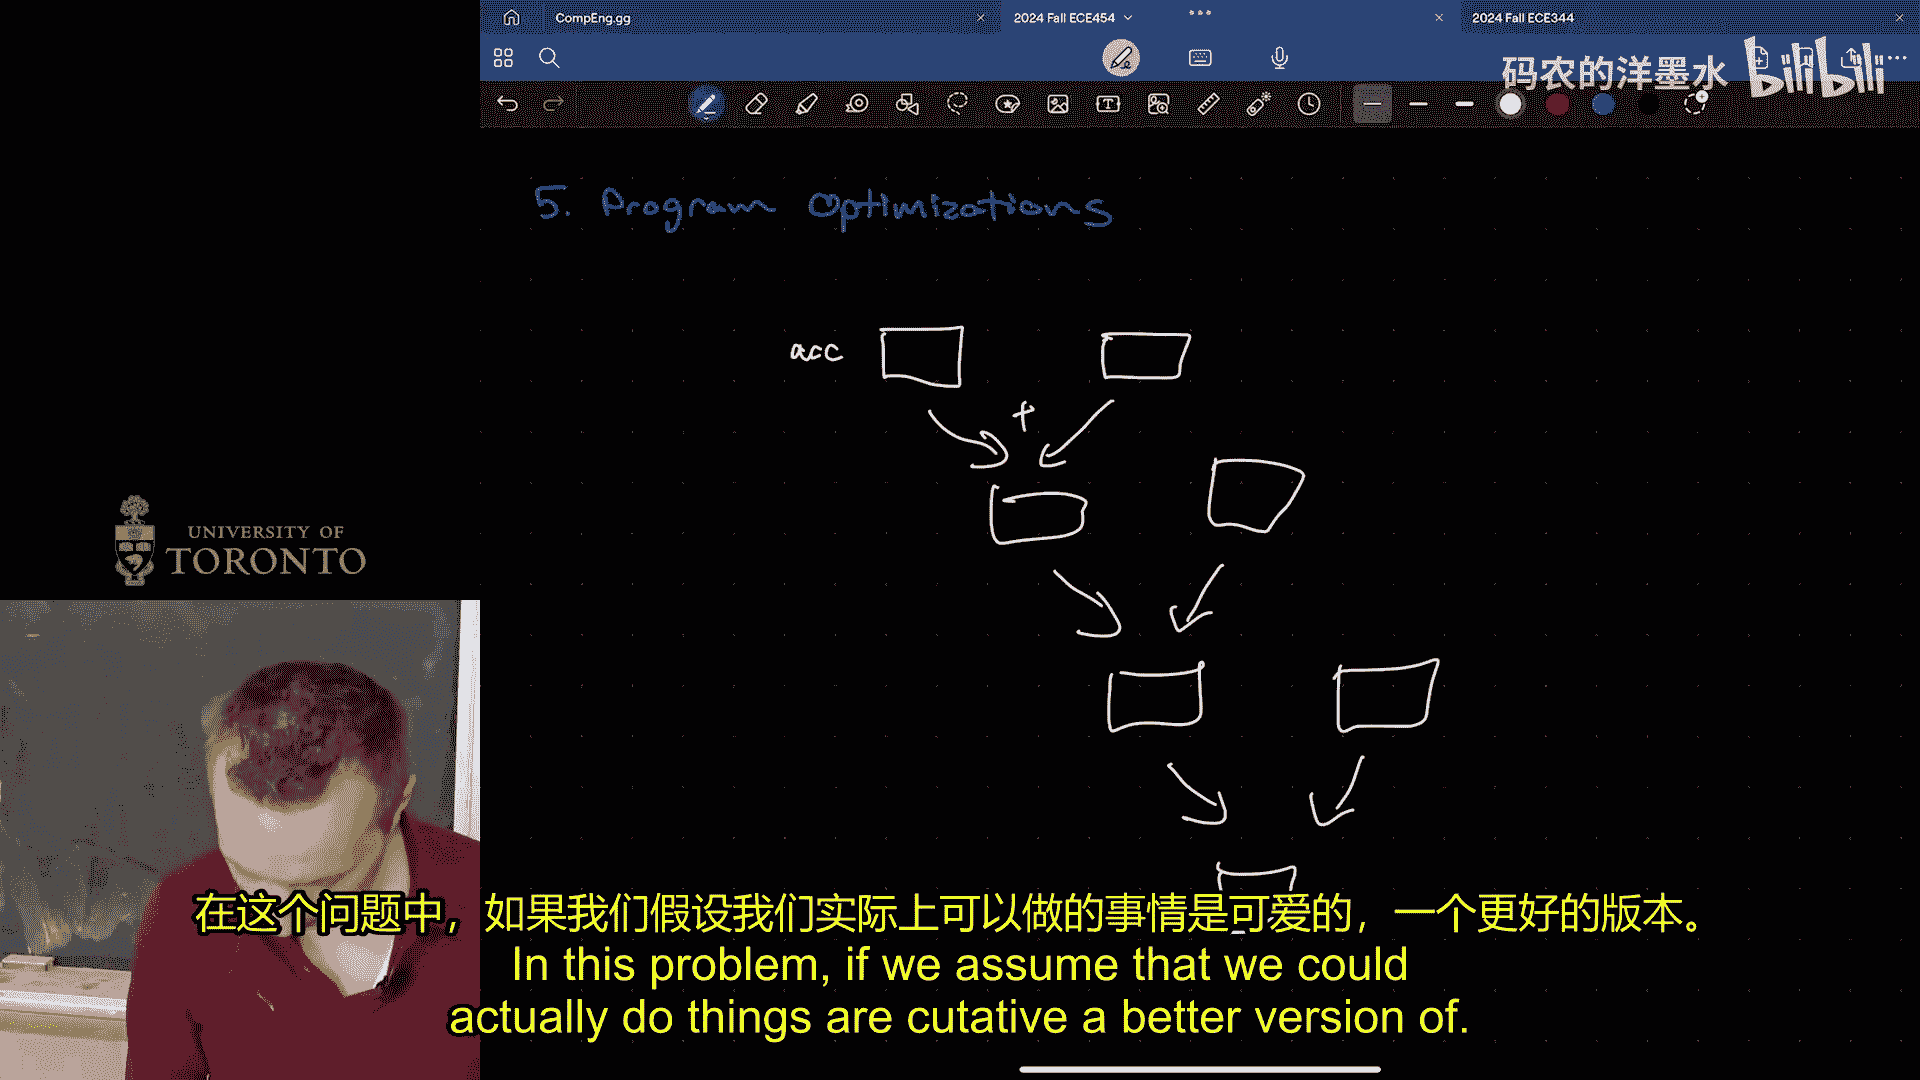 CompEng.gg
2024 Fall ECE454
2024 Fall ECE344
码农的洋墨水 bilibili
5. Program Optimizations
acc
+
UNIVERSITY OF
TORONTO
在这个问题中，如果我们假设我们实际上可以做的事情是可爱的，一个更好的版本。
In this problem, if we assume that we could
actually do things are cutative a better version of.